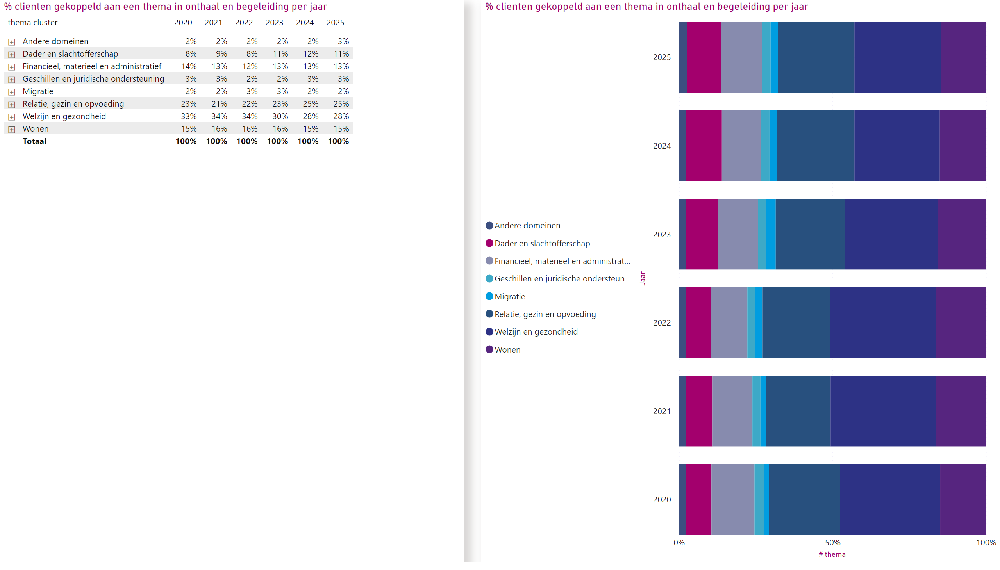 % clienten gekoppeld aan een thema in onthaal en begeleiding per jaar
thema cluster 2020 2021 2022 2023 2024 2025
Andere domeinen 2% 2% 2% 2% 2% 3%
Dader en slachtofferschap 8% 9% 8% 11% 12% 11%
Financieel, materieel en administratief 14% 13% 12% 13% 13% 13%
Geschillen en juridische ondersteuning 3% 3% 2% 2% 3% 3%
Migratie 2% 2% 3% 3% 2% 2%
Relatie, gezin en opvoeding 23% 21% 22% 23% 25% 25%
Welzijn en gezondheid 33% 34% 34% 30% 28% 28%
Wonen 15% 16% 16% 16% 15% 15%
Totaal 100% 100% 100% 100% 100% 100%
% clienten gekoppeld aan een thema in onthaal en begeleiding per jaar
Andere domeinen
Dader en slachtofferschap
Financieel, materieel en administrat...
Geschillen en juridische ondersteun...
Migratie
Relatie, gezin en opvoeding
Welzijn en gezondheid
Wonen
Jaar
2025
2024
2023
2022
2021
2020
0% 50% 100%
# thema